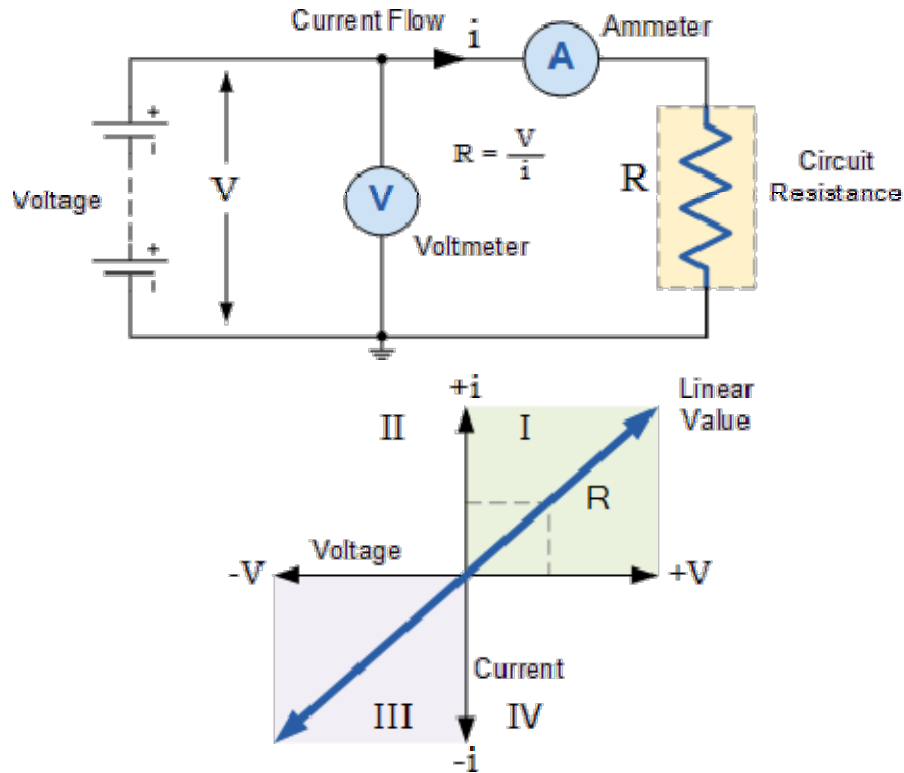 Current Flow
i
A
Ammeter
+
-
Voltage
V
+
-
V
Voltmeter
R = V/i
R
Circuit
Resistance
+i
Linear
Value
II
I
R
Voltage
-V
+V
Current
III
IV
-i